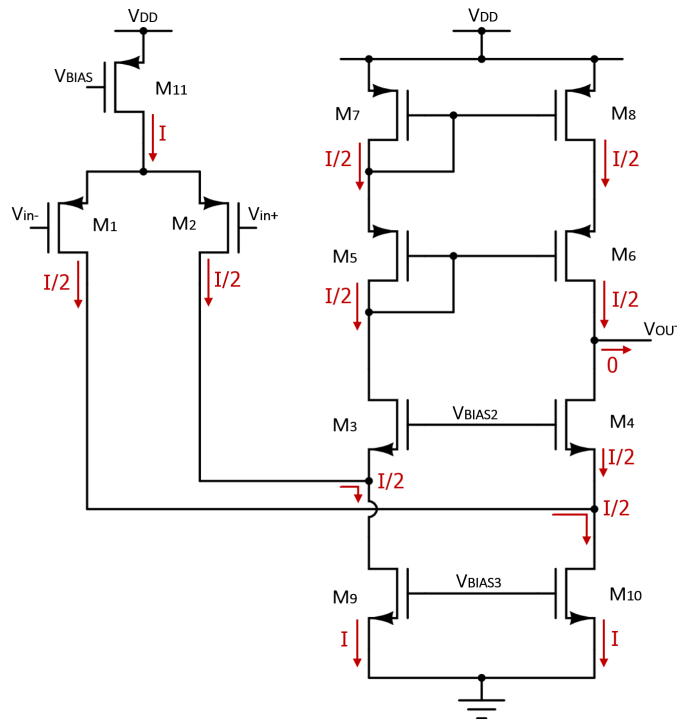 VDD
VDD
VBIAS
M11
M7
M8
I
I/2
I/2
Vin-
M1
M2
Vin+
M5
M6
I/2
I/2
I/2
I/2
VOUT
0
M3
VBIAS2
M4
I/2
I/2
I/2
M9
VBIAS3
M10
I
I